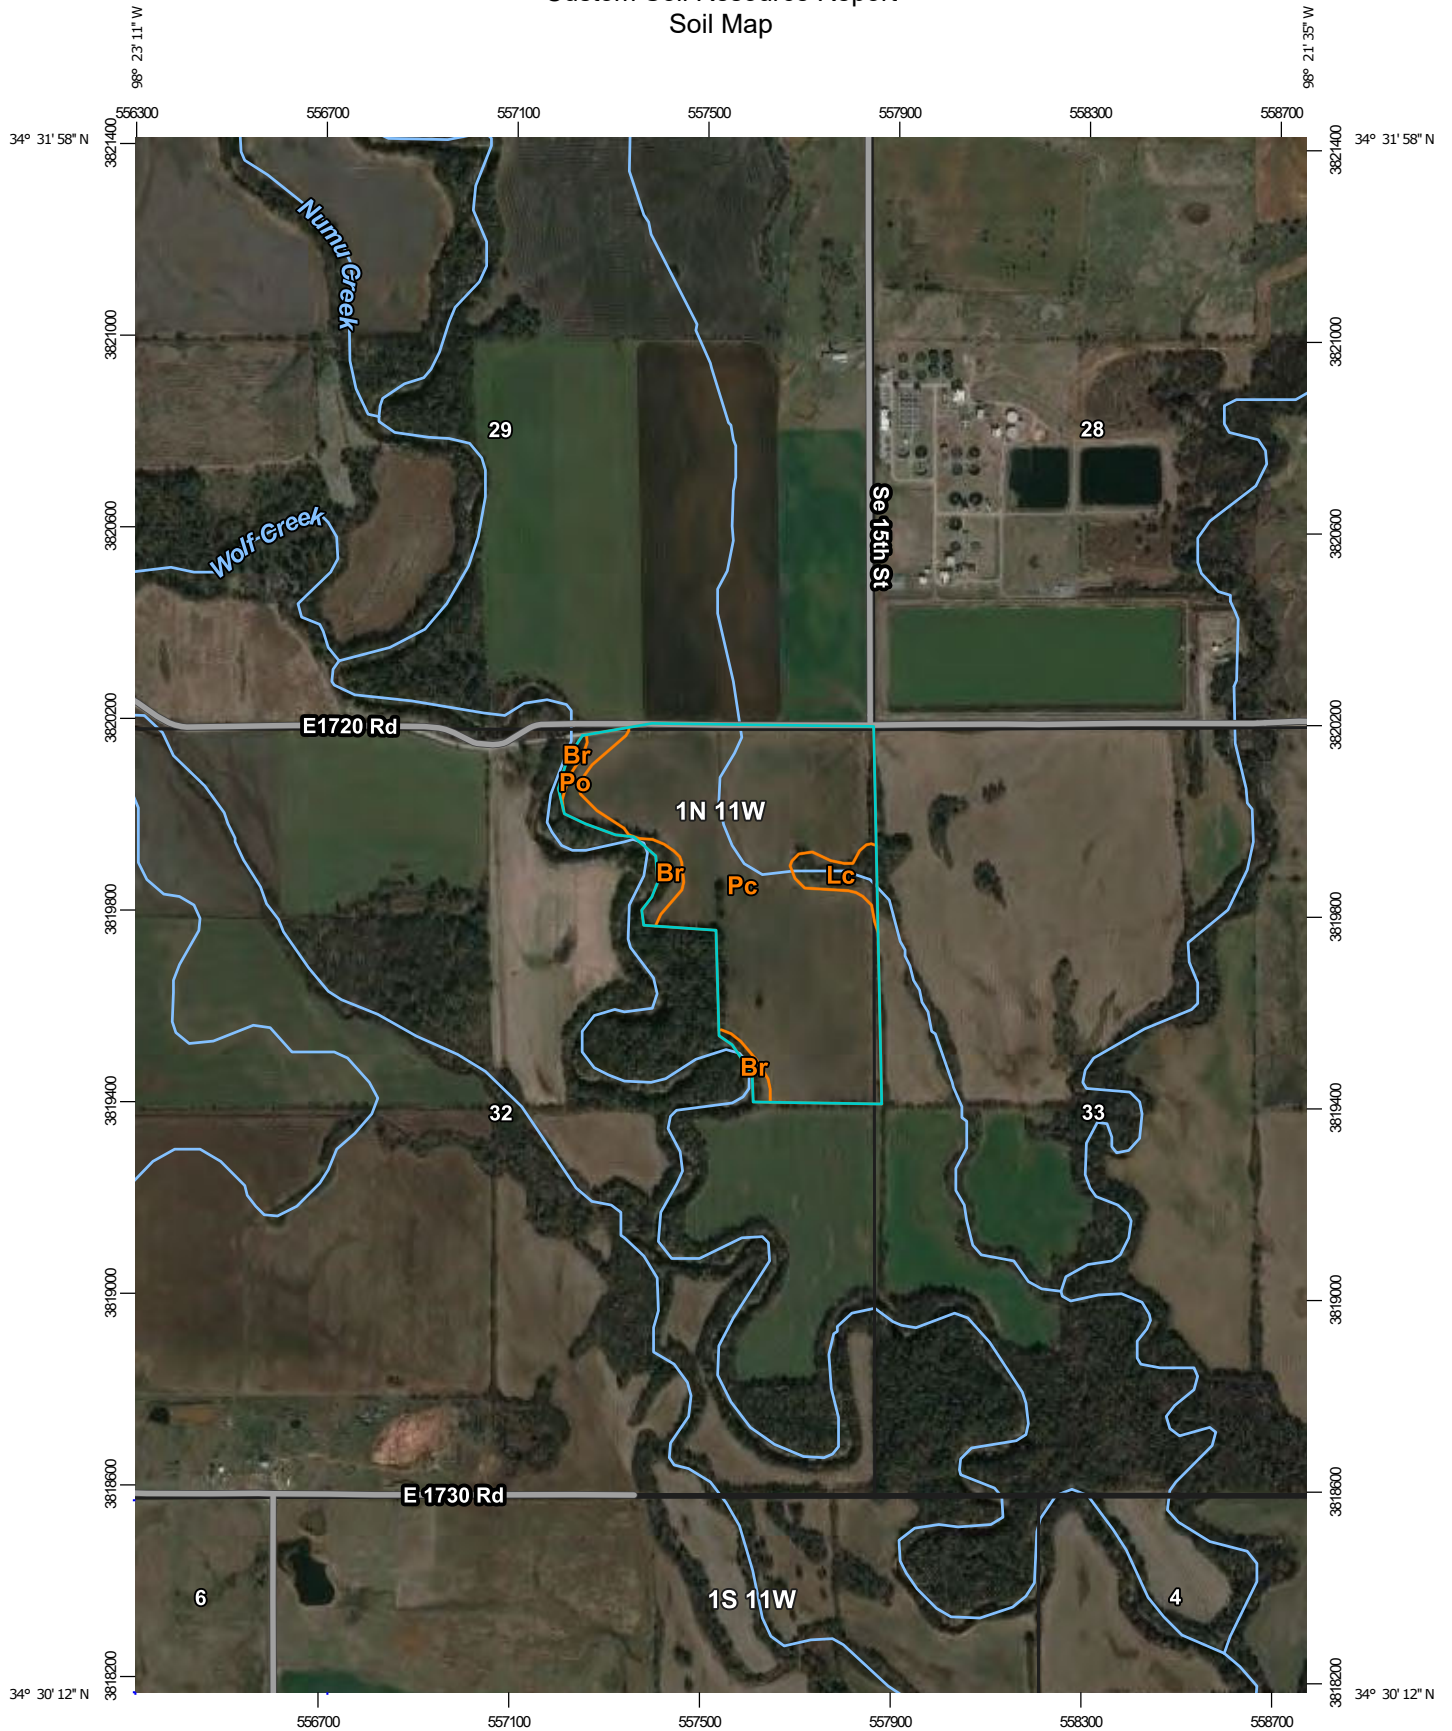 Custom Soil Resource Report
Soil Map
98° 23' 11'' W
98° 21' 35'' W
556300
556700
557100
557500
557900
558300
558700
34° 31' 58'' N
34° 31' 58'' N
3821400
3821400
Numu Creek
3821000
3821000
29
28
Se 15th St
Wolf Creek
3820600
3820600
3820200
3820200
E1720 Rd
Br
Po
1N 11W
Br
Pc
Lc
3819800
3819800
Br
3819400
3819400
32
33
3819000
3819000
3818600
3818600
E 1730 Rd
6
1S 11W
4
3818200
3818200
34° 30' 12'' N
34° 30' 12'' N
556700
557100
557500
557900
558300
558700